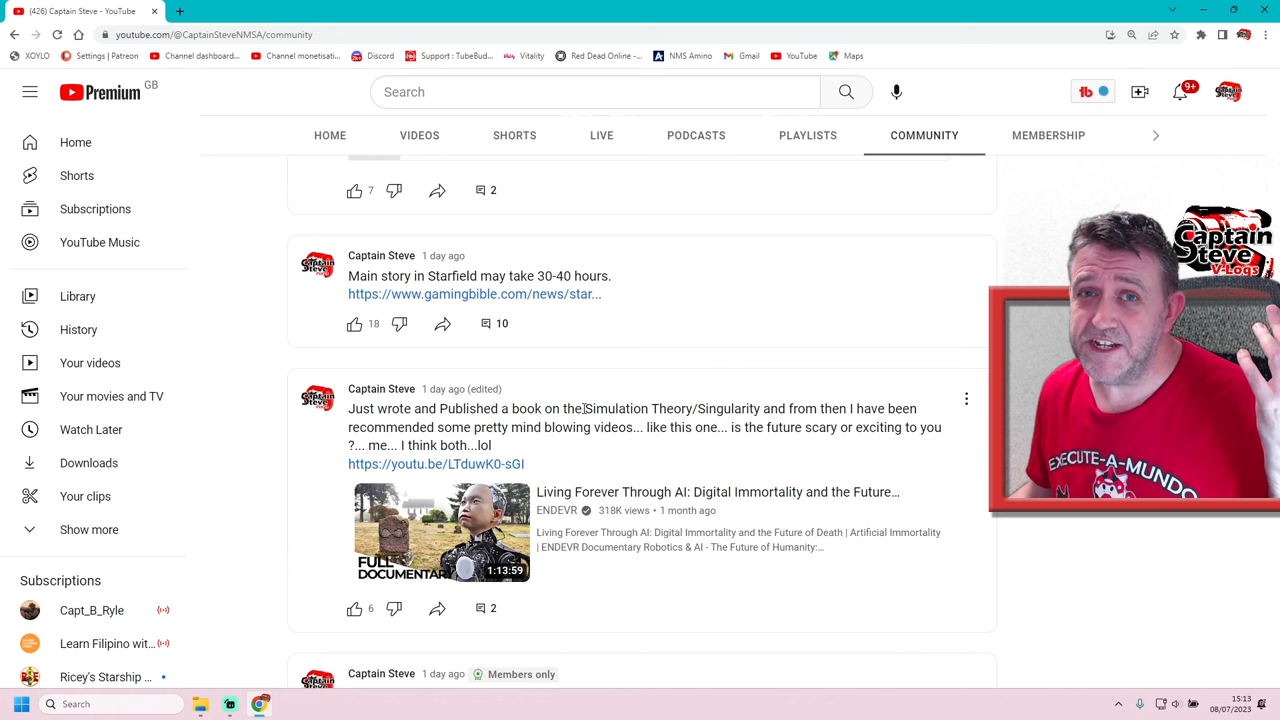 (426) Captain Steve - YouTube
youtube.com/@CaptainSteveNMSA/community
XOYLO
Settings | Patreon
Channel dashboard...
Channel monetisati...
Discord
Support : TubeBud...
Vitality
Red Dead Online -...
NMS Amino
Gmail
YouTube
Maps
Premium GB
Search
tb
9+
HOME
VIDEOS
SHORTS
LIVE
PODCASTS
PLAYLISTS
COMMUNITY
MEMBERSHIP
Home
Shorts
Subscriptions
YouTube Music
Library
History
Your videos
Your movies and TV
Watch Later
Downloads
Your clips
Show more
Subscriptions
Capt_B_Ryle
Learn Filipino wit...
Ricey's Starship ...
7
2
Captain Steve 1 day ago
Main story in Starfield may take 30-40 hours.
https://www.gamingbible.com/news/star...
18
10
Captain Steve 1 day ago (edited)
Just wrote and Published a book on the Simulation Theory/Singularity and from then I have been
recommended some pretty mind blowing videos... like this one... is the future scary or exciting to you
?... me... I think both...lol
https://youtu.be/LTduwK0-sGI
FULL
DOCUMENTARY
1:13:59
Living Forever Through AI: Digital Immortality and the Future...
ENDEVR 318K views • 1 month ago
Living Forever Through AI: Digital Immortality and the Future of Death | Artificial Immortality
| ENDEVR Documentary Robotics & AI - The Future of Humanity:...
6
2
Captain Steve 1 day ago Members only
Captain
Steve
V-Logs
EXECUTE-A-MUNDO
Search
15:13
08/07/2023